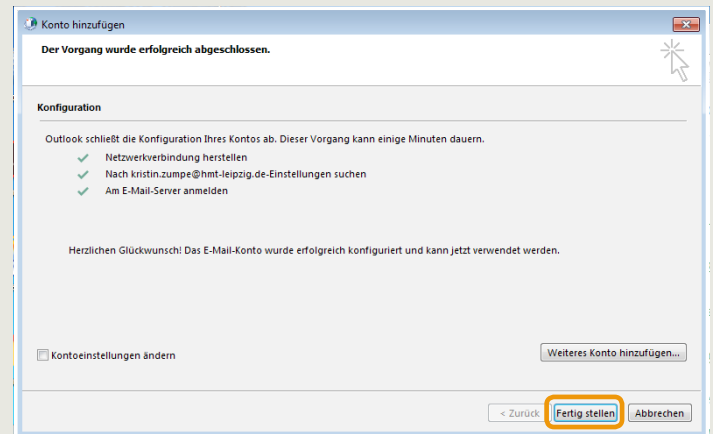 Konto hinzufügen
Der Vorgang wurde erfolgreich abgeschlossen.
Konfiguration
Outlook schließt die Konfiguration Ihres Kontos ab. Dieser Vorgang kann einige Minuten dauern.
Netzwerkverbindung herstellen
Nach kristin.zumpe@hmt-leipzig.de-Einstellungen suchen
Am E-Mail-Server anmelden
Herzlichen Glückwunsch! Das E-Mail-Konto wurde erfolgreich konfiguriert und kann jetzt verwendet werden.
Kontoeinstellungen ändern
Weiteres Konto hinzufügen...
< Zurück Fertig stellen Abbrechen